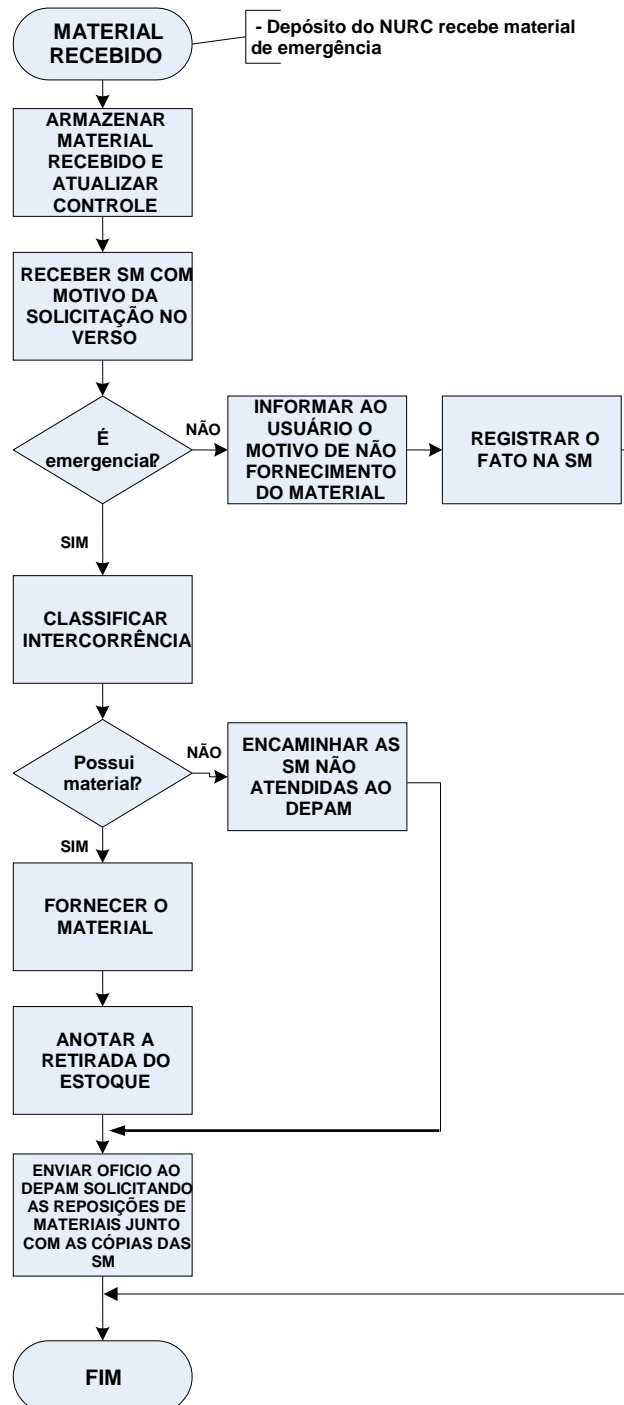 MATERIAL
RECEBIDO
- Depósito do NURC recebe material
de emergência
ARMAZENAR
MATERIAL
RECEBIDO E
ATUALIZAR
CONTROLE
RECEBER SM COM
MOTIVO DA
SOLICITAÇÃO NO
VERSO
É
emergencial?
NÃO
INFORMAR AO
USUÁRIO O
MOTIVO DE NÃO
FORNECIMENTO
DO MATERIAL
REGISTRAR O
FATO NA SM
SIM
CLASSIFICAR
INTERCORRÊNCIA
Possui
material?
NÃO
ENCAMINHAR AS
SM NÃO
ATENDIDAS AO
DEPAM
SIM
FORNECER O
MATERIAL
ANOTAR A
RETIRADA DO
ESTOQUE
ENVIAR OFICIO AO
DEPAM SOLICITANDO
AS REPOSIÇÕES DE
MATERIAIS JUNTO
COM AS CÓPIAS DAS
SM
FIM